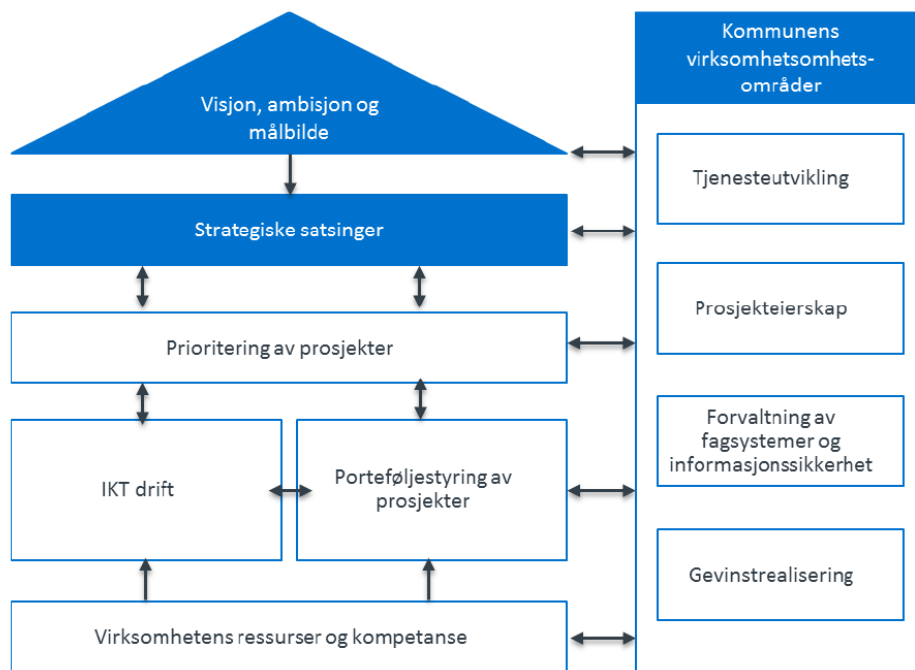 Visjon, ambisjon og
målbilde
Strategiske satsinger
Prioritering av prosjekter
IKT drift
Porteføljestyring av
prosjekter
Virksomhetens ressurser og kompetanse
Kommunens
virksomhetsomhets-
områder
Tjenesteutvikling
Prosjekteierskap
Forvaltning av
fagsystemer og
informasjonssikkerhet
Gevinstrealisering